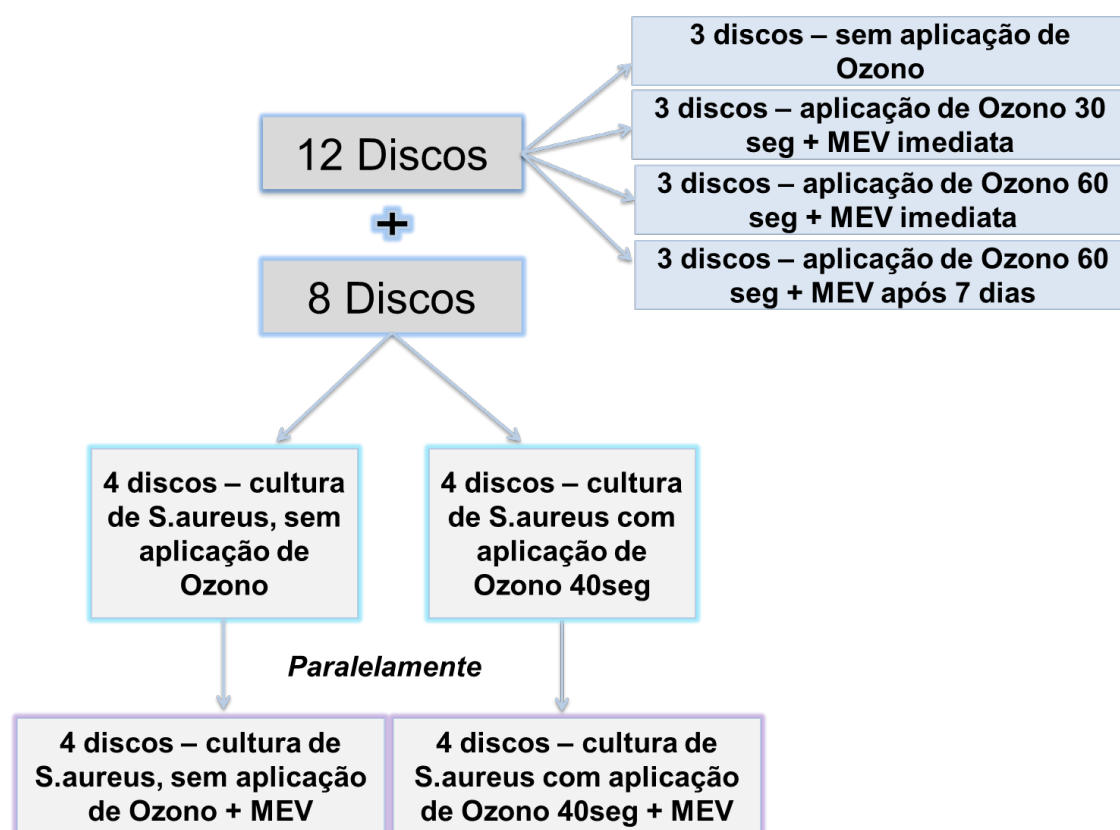 3 discos – sem aplicação de
Ozono
3 discos – aplicação de Ozono 30
seg + MEV imediata
12 Discos
3 discos – aplicação de Ozono 60
seg + MEV imediata
+
3 discos – aplicação de Ozono 60
seg + MEV após 7 dias
8 Discos
4 discos – cultura
de S.aureus, sem
aplicação de
Ozono
4 discos – cultura
de S.aureus com
aplicação de
Ozono 40seg
Paralelamente
4 discos – cultura de
S.aureus, sem aplicação
de Ozono + MEV
4 discos – cultura de
S.aureus com aplicação
de Ozono 40seg + MEV